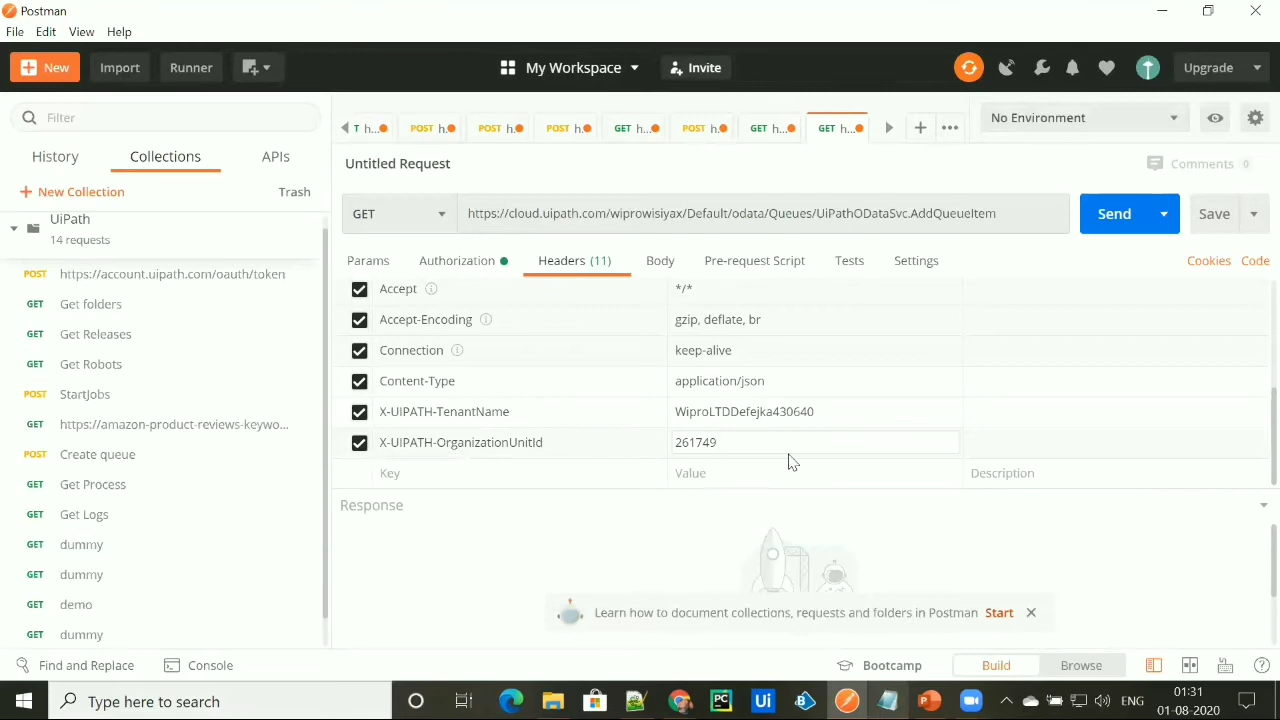 Postman
File Edit View Help
New Import Runner My Workspace Invite Upgrade
Filter
T h... POST h. POST h. POST h. GET h... POST h. GET h... GET h... No Environment
History Collections APIs
Untitled Request Comments 0
New Collection Trash
GET https://cloud.uipath.com/wiprowisiyax/Default/odata/Queues/UiPathODataSvc.AddQueueItem Send Save
UiPath
14 requests
Params Authorization Headers (11) Body Pre-request Script Tests Settings Cookies Code
POST https://account.uipath.com/oauth/token
GET Get folders
GET Get Releases
GET Get Robots
POST StartJobs
GET https://amazon-product-reviews-keywo...
POST Create queue
GET Get Process
GET Get Logs
GET dummy
GET dummy
GET demo
GET dummy
Accept */*
Accept-Encoding gzip, deflate, br
Connection keep-alive
Content-Type application/json
X-UIPATH-TenantName WiproLTDDefejka430640
X-UIPATH-OrganizationUnitId 261749
Key Value Description
Response
Learn how to document collections, requests and folders in Postman Start
Find and Replace Console Bootcamp Build Browse
Type here to search
ENG
01:31
01-08-2020